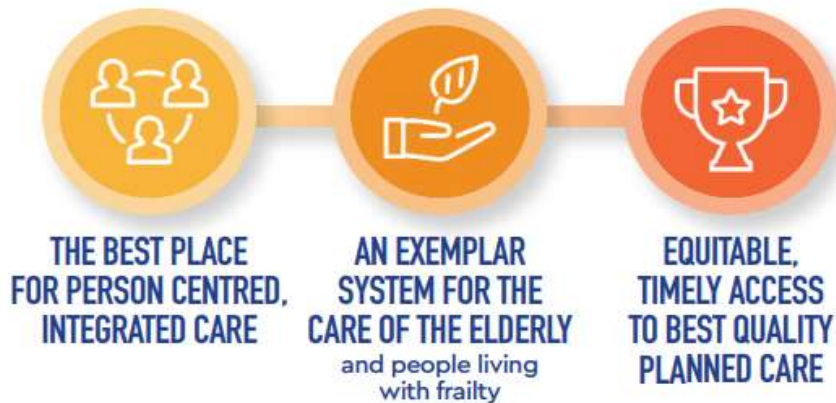 THE BEST PLACE
FOR PERSON CENTRED,
INTEGRATED CARE
AN EXEMPLAR
SYSTEM FOR THE
CARE OF THE ELDERLY
and people living
with frailty
EQUITABLE,
TIMELY ACCESS
TO BEST QUALITY
PLANNED CARE